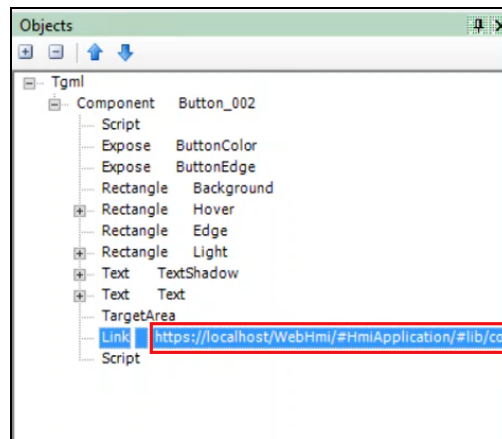 Objects
Tgml
Component Button_002
Script
Expose ButtonColor
Expose ButtonEdge
Rectangle Background
Rectangle Hover
Rectangle Edge
Rectangle Light
Text TextShadow
Text Text
TargetArea
Link https://localhost/WebHmi/#HmiApplication/#lib/co
Script